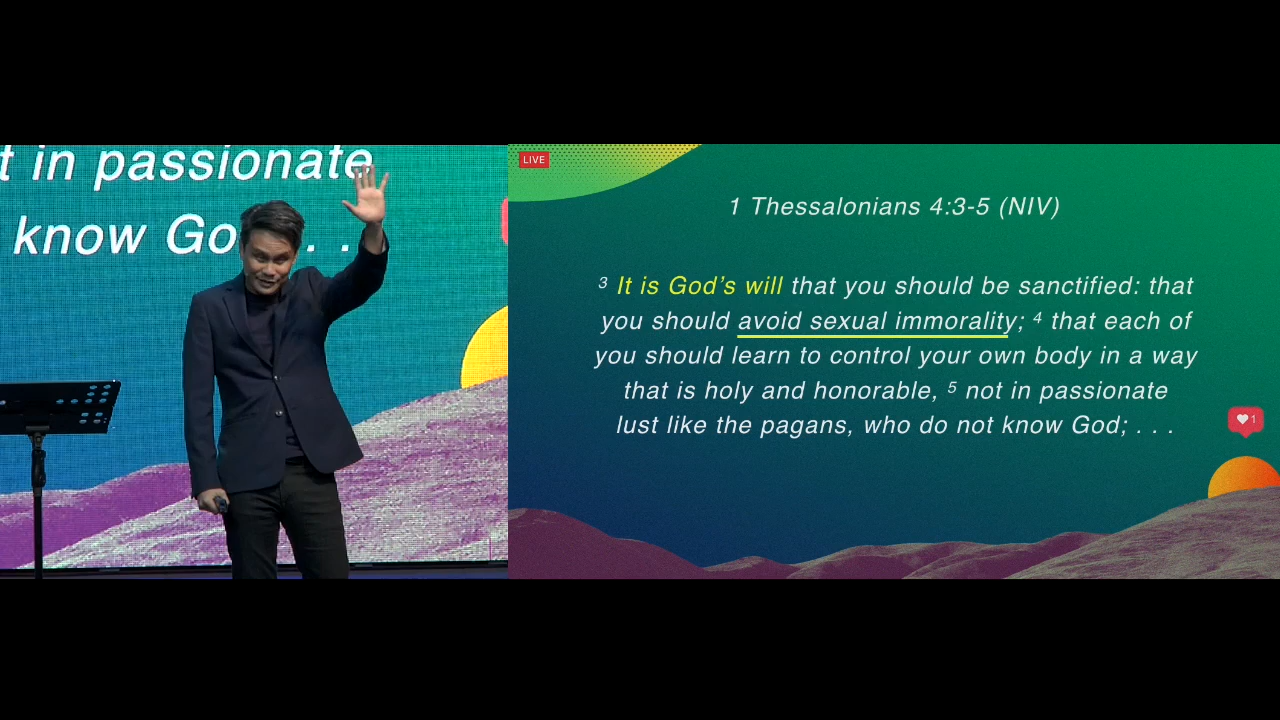 t in passionate
know Go . . .
LIVE
1 Thessalonians 4:3-5 (NIV)
3 It is God's will that you should be sanctified: that
you should avoid sexual immorality; 4 that each of
you should learn to control your own body in a way
that is holy and honorable, 5 not in passionate
lust like the pagans, who do not know God; . . .
1